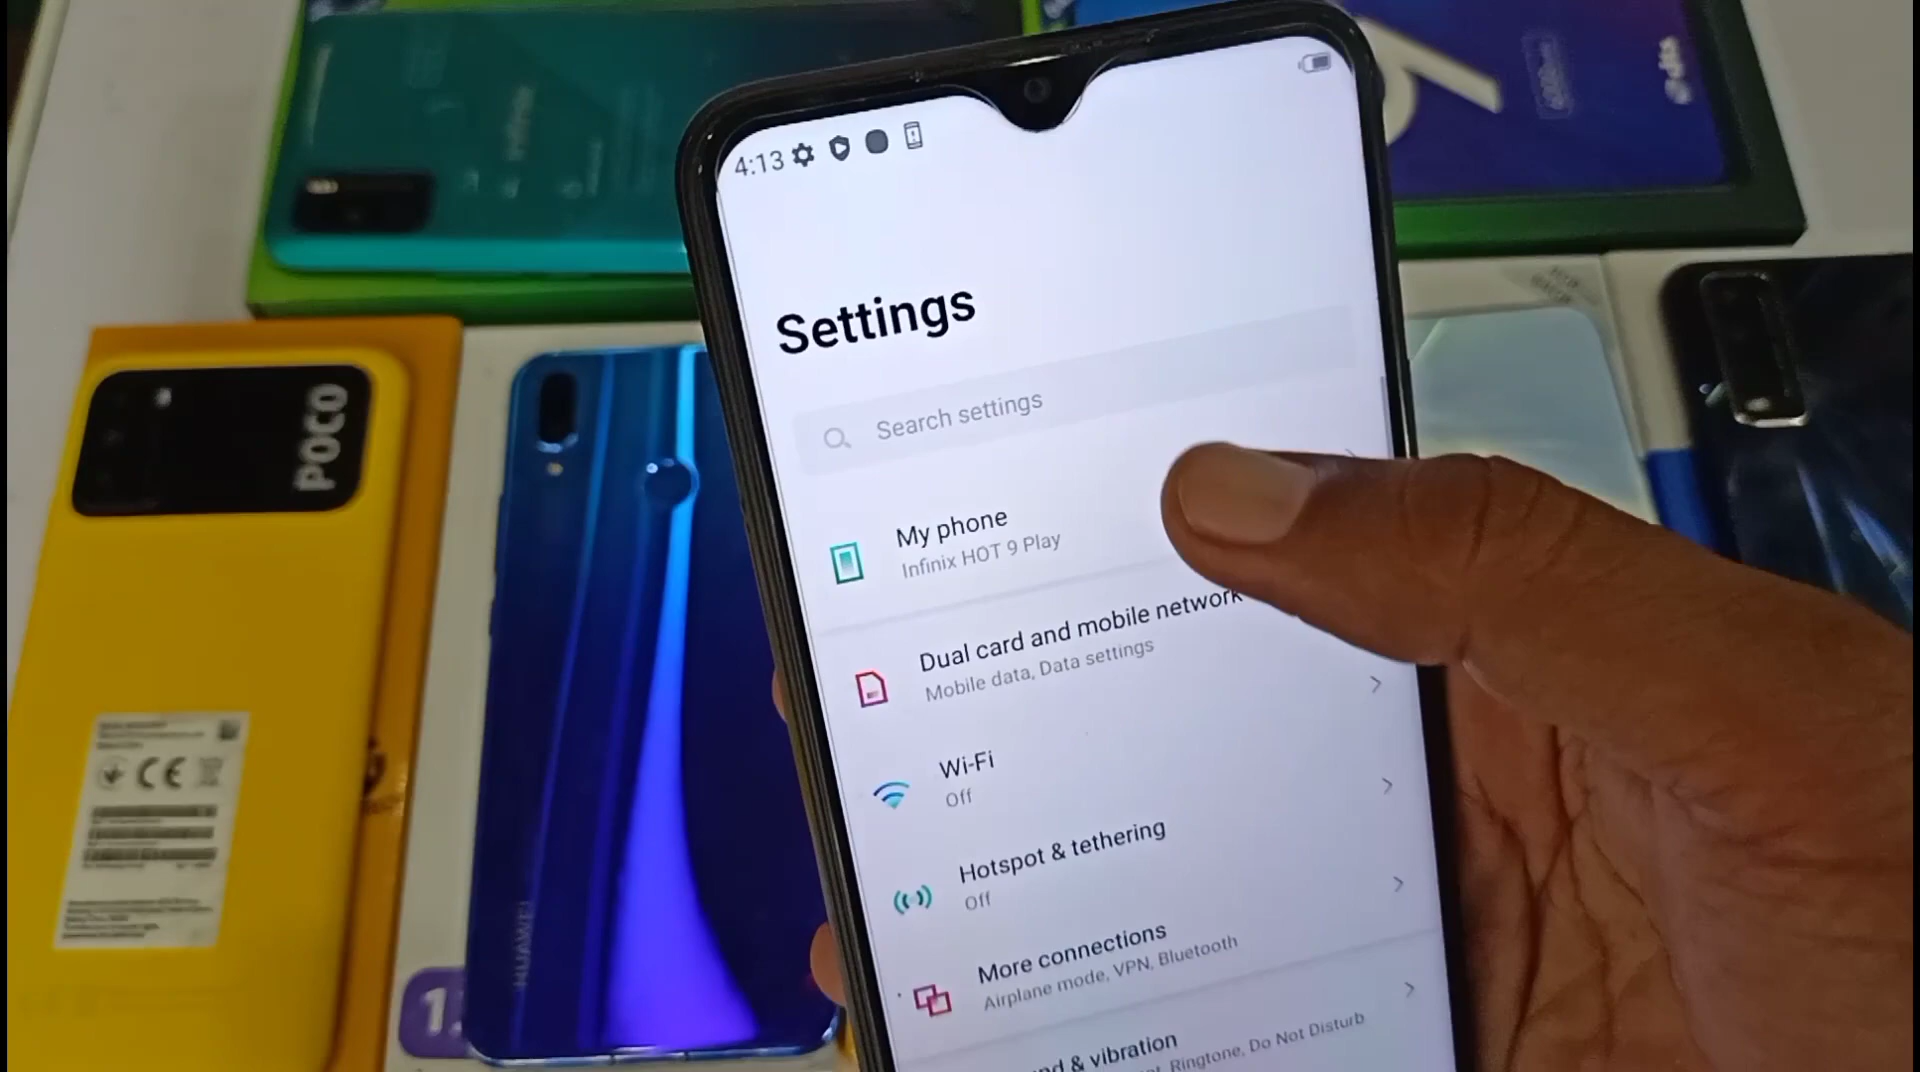 4:13
Settings
Search settings
My phone
Infinix HOT 9 Play
Dual card and mobile network
Mobile data, Data settings
Wi-Fi
Off
Hotspot & tethering
Off
More connections
Airplane mode, VPN, Bluetooth
& vibration
Ringtone, Do Not Disturb
POCO
CE
HUAWEI
Infinix